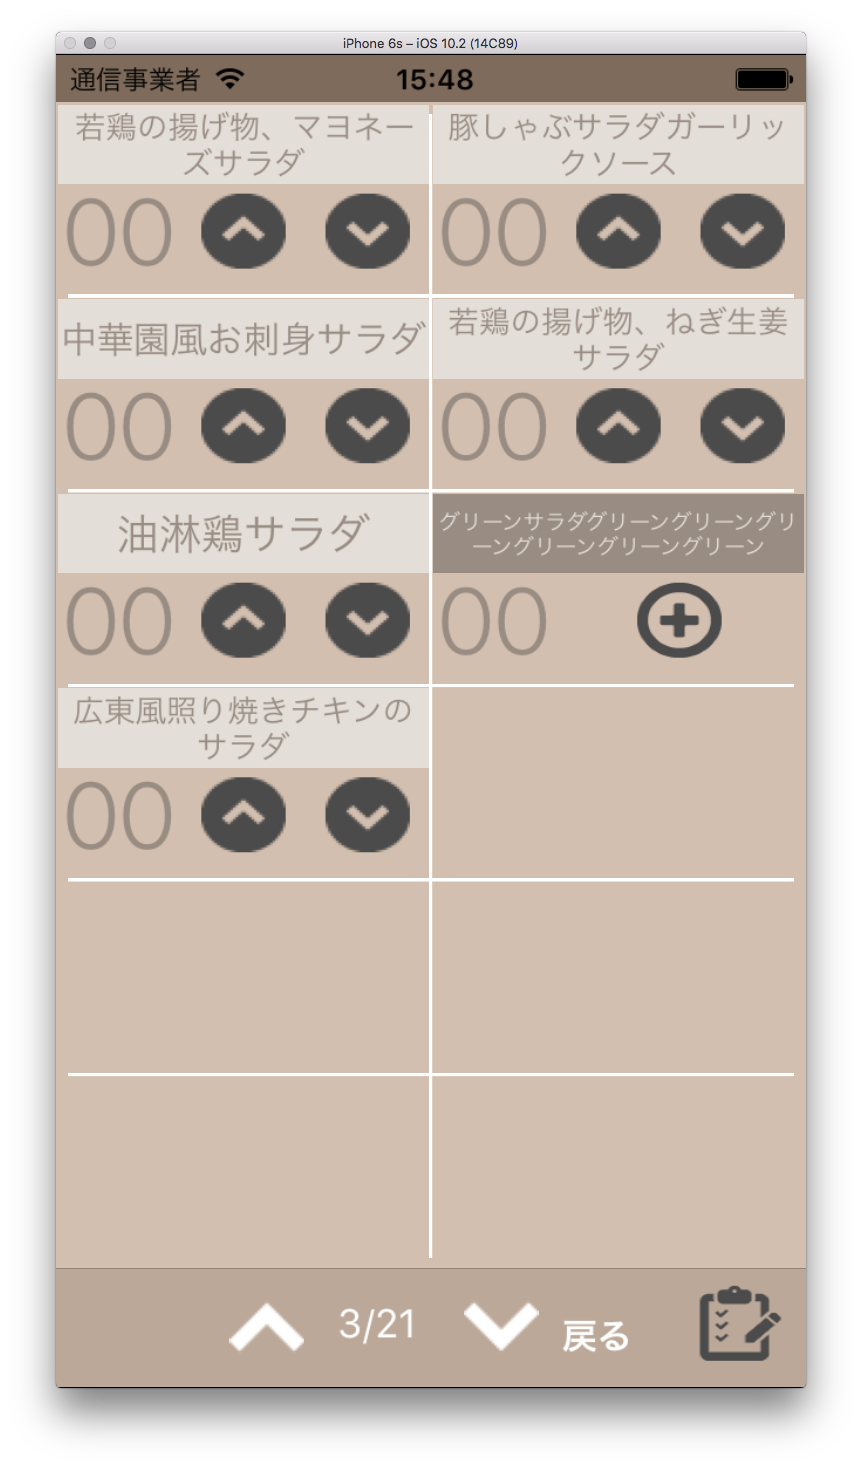 iPhone 6s – iOS 10.2 (14C89)
通信事業者
15:48
若鶏の揚げ物、マヨネー
ズサラダ
00
豚しゃぶサラダガーリッ
クソース
00
中華園風お刺身サラダ
00
若鶏の揚げ物、ねぎ生姜
サラダ
00
油淋鶏サラダ
00
グリーンサラダグリーングリーングリ
ーングリーングリーングリーン
00
広東風照り焼きチキンの
サラダ
00
3/21
戻る